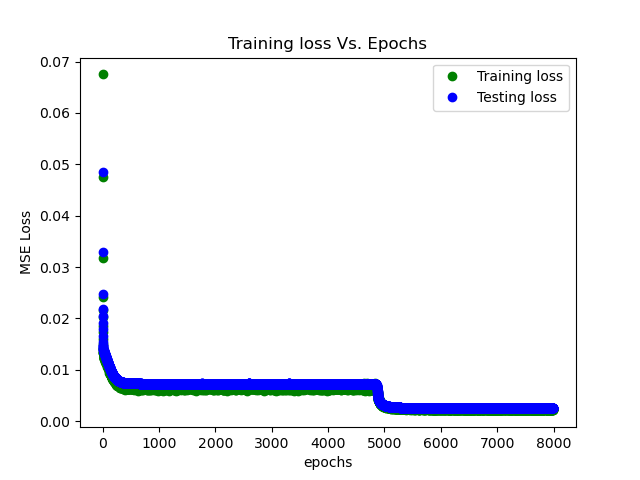 Training loss Vs. Epochs
Training loss
Testing loss
MSE Loss
0.07
0.06
0.05
0.04
0.03
0.02
0.01
0.00
0 1000 2000 3000 4000 5000 6000 7000 8000
epochs